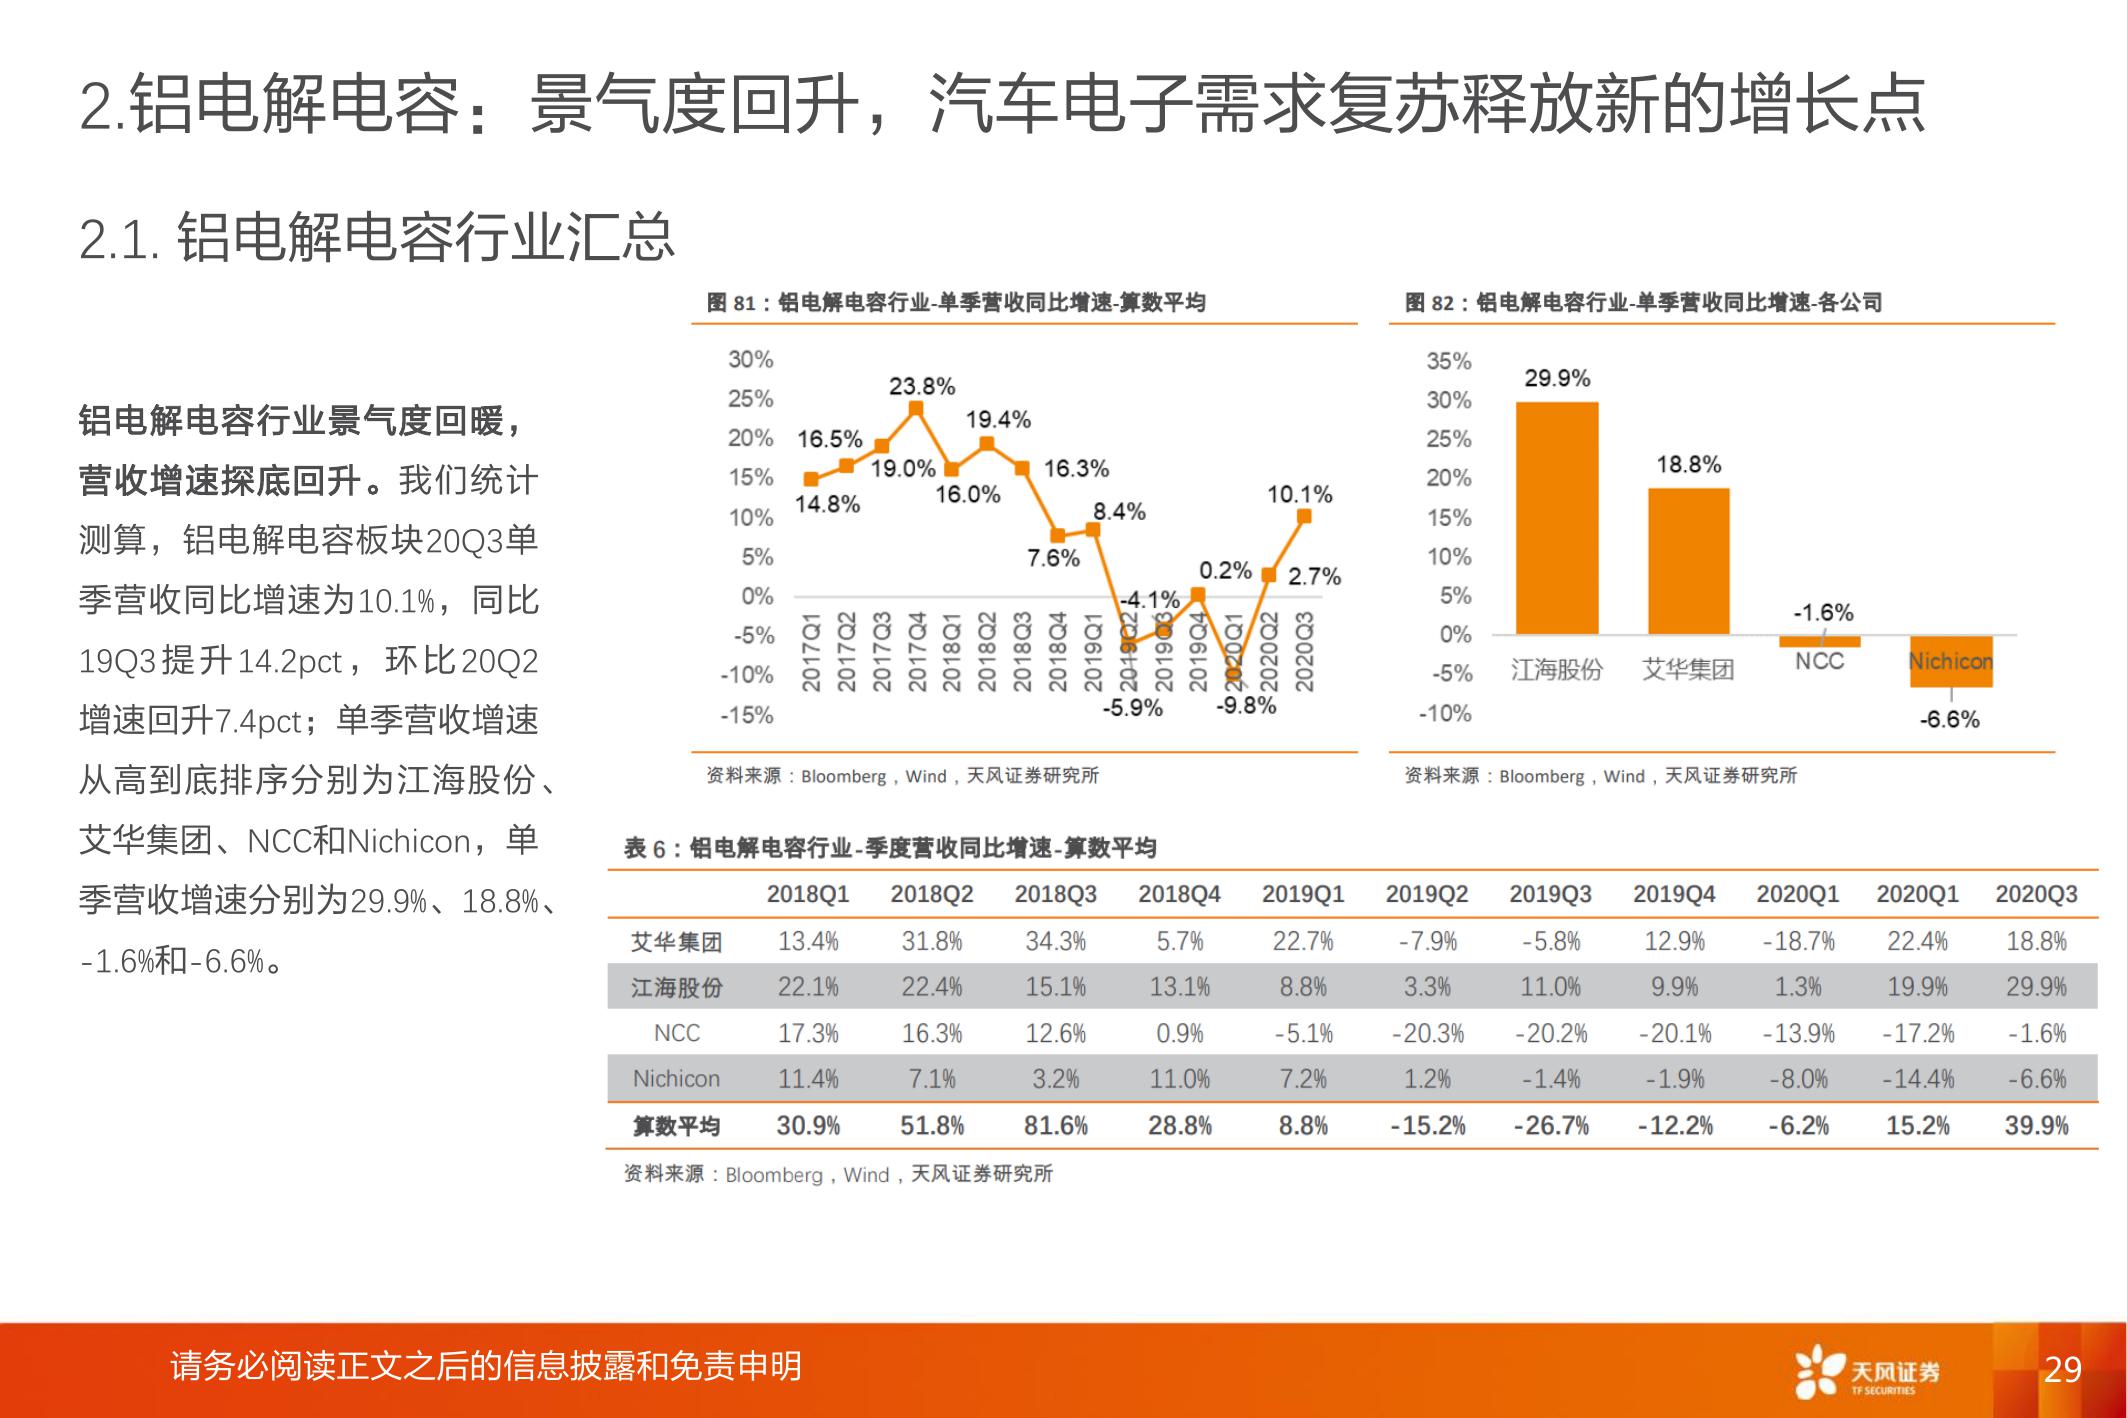 2.铝电解电容：景气度回升，汽车电子需求复苏释放新的增长点
2.1. 铝电解电容行业汇总
铝电解电容行业景气度回暖，
营收增速探底回升。我们统计
测算，铝电解电容板块20Q3单
季营收同比增速为10.1%，同比
19Q3提升14.2pct，环比20Q2
增速回升7.4pct；单季营收增速
从高到底排序分别为江海股份、
艾华集团、NCC和Nichicon，单
季营收增速分别为29.9%、18.8%、
-1.6%和-6.6%。
图 81：铝电解电容行业-单季营收同比增速-算数平均
30%
25%
20%
15%
10%
5%
0%
-5%
-10%
-15%
14.8%
16.5%
19.0%
23.8%
16.0%
19.4%
16.3%
7.6%
8.4%
-5.9%
-4.1%
0.2%
-9.8%
2.7%
10.1%
2017Q1
2017Q2
2017Q3
2017Q4
2018Q1
2018Q2
2018Q3
2018Q4
2019Q1
2019Q2
2019Q3
2019Q4
2020Q1
2020Q2
2020Q3
资料来源：Bloomberg，Wind，天风证券研究所
图 82：铝电解电容行业-单季营收同比增速-各公司
35%
30%
25%
20%
15%
10%
5%
0%
-5%
-10%
29.9%
18.8%
-1.6%
-6.6%
江海股份
艾华集团
NCC
Nichicon
资料来源：Bloomberg，Wind，天风证券研究所
表 6：铝电解电容行业-季度营收同比增速-算数平均
2018Q1 2018Q2 2018Q3 2018Q4 2019Q1 2019Q2 2019Q3 2019Q4 2020Q1 2020Q1 2020Q3
艾华集团 13.4% 31.8% 34.3% 5.7% 22.7% -7.9% -5.8% 12.9% -18.7% 22.4% 18.8%
江海股份 22.1% 22.4% 15.1% 13.1% 8.8% 3.3% 11.0% 9.9% 1.3% 19.9% 29.9%
NCC 17.3% 16.3% 12.6% 0.9% -5.1% -20.3% -20.2% -20.1% -13.9% -17.2% -1.6%
Nichicon 11.4% 7.1% 3.2% 11.0% 7.2% 1.2% -1.4% -1.9% -8.0% -14.4% -6.6%
算数平均 30.9% 51.8% 81.6% 28.8% 8.8% -15.2% -26.7% -12.2% -6.2% 15.2% 39.9%
资料来源：Bloomberg，Wind，天风证券研究所
请务必阅读正文之后的信息披露和免责申明
天风证券
TF SECURITIES
29